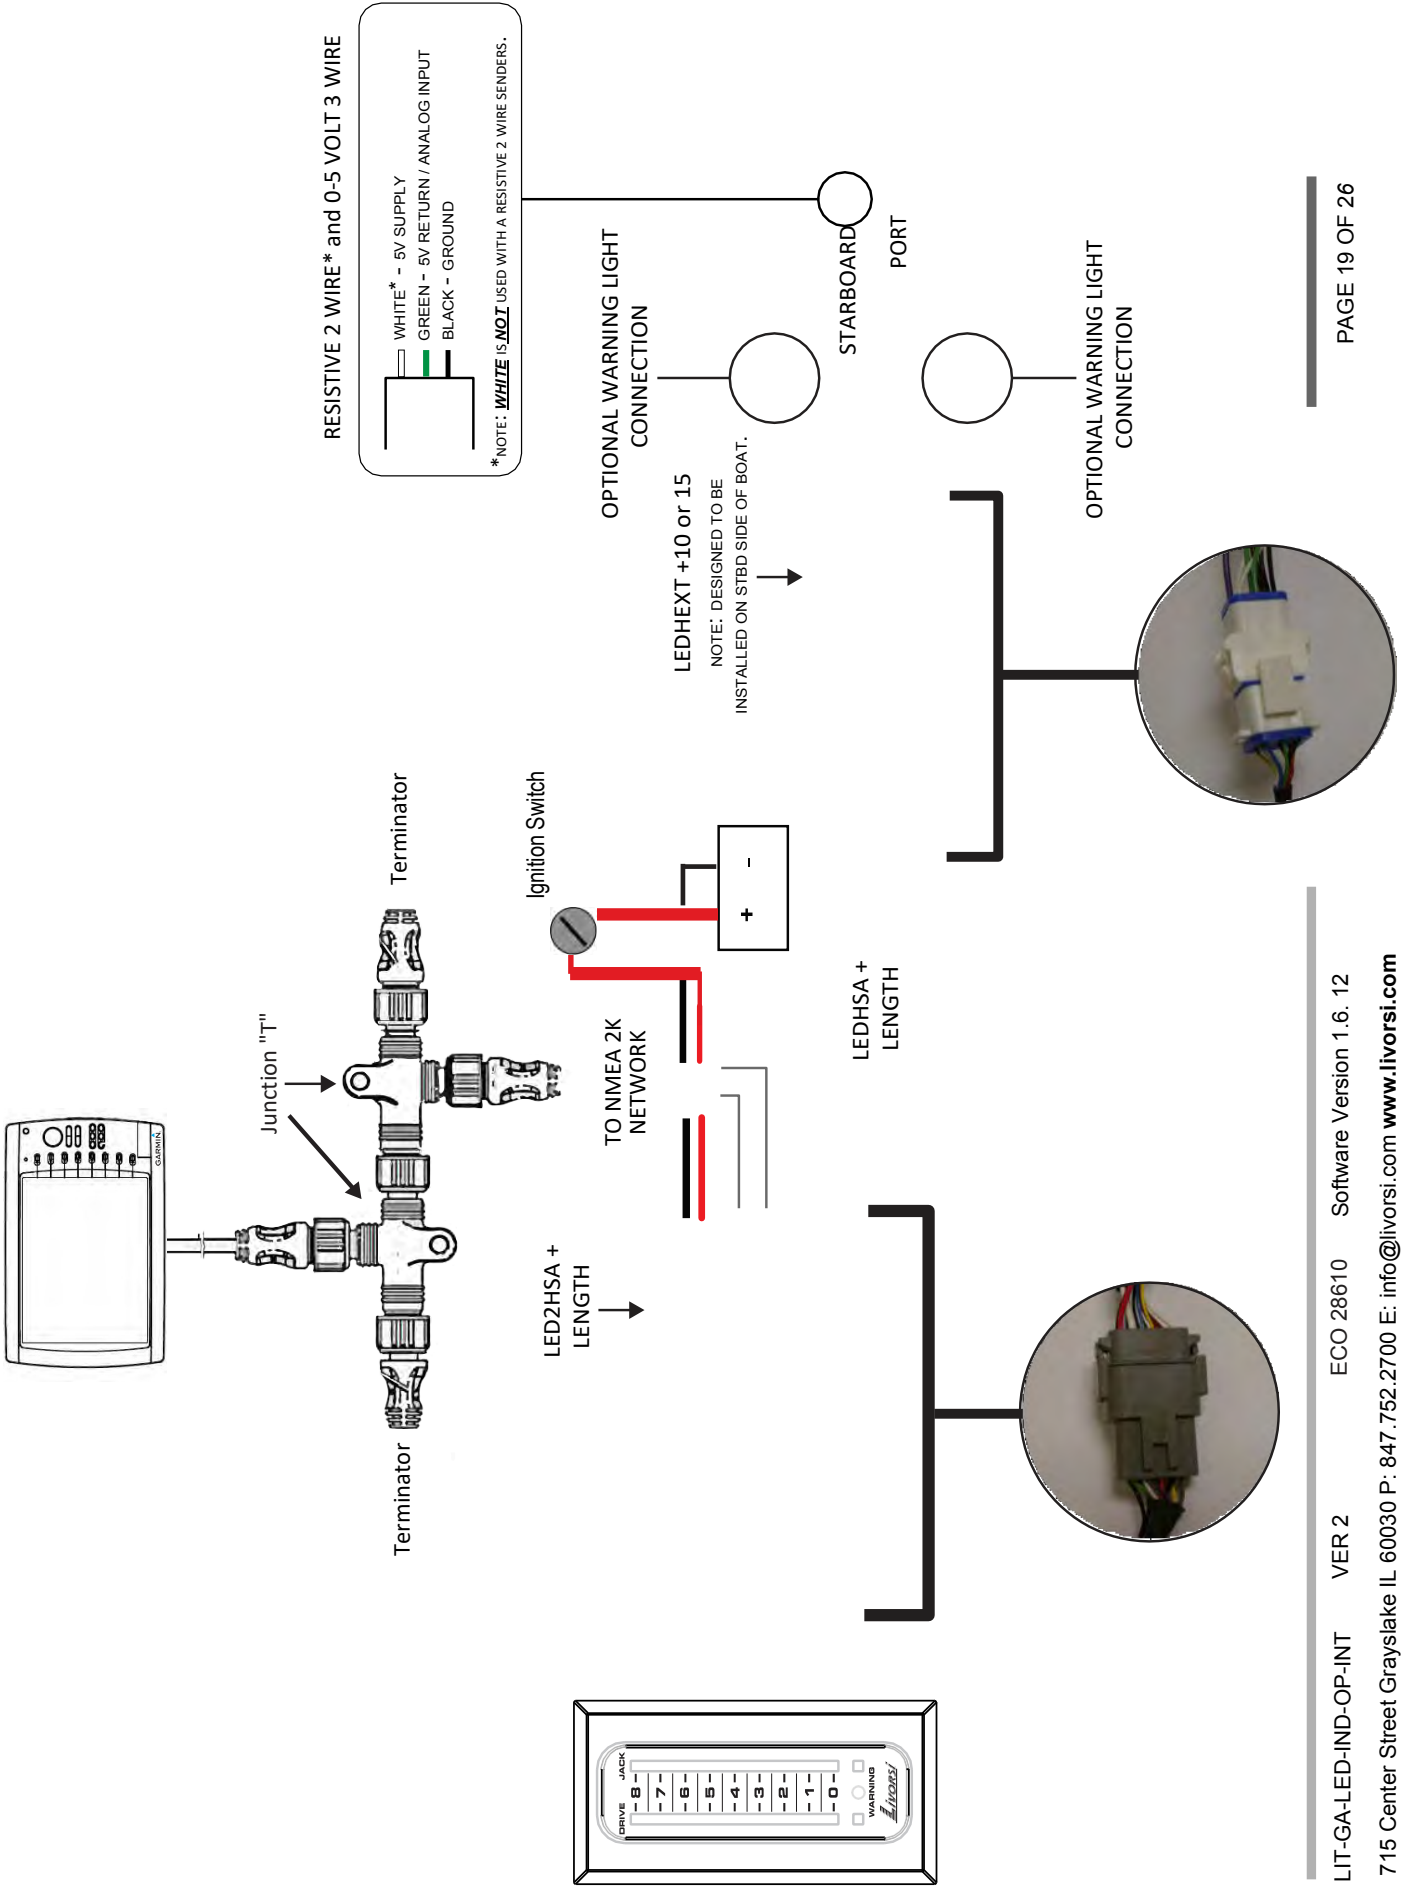 RESISTIVE 2 WIRE* and 0-5 VOLT 3 WIRE
WHITE* - 5V SUPPLY
GREEN - 5V RETURN / ANALOG INPUT
BLACK - GROUND
*NOTE: WHITE IS NOT USED WITH A RESISTIVE 2 WIRE SENDERS.
GARMIN
Junction "T"
Terminator
Terminator
LED2HSA +
LENGTH
Ignition Switch
TO NMEA 2K
NETWORK
+
-
LEDHSA +
LENGTH
OPTIONAL WARNING LIGHT
CONNECTION
LEDHEXT +10 or 15
NOTE: DESIGNED TO BE
INSTALLED ON STBD SIDE OF BOAT.
STARBOARD
PORT
OPTIONAL WARNING LIGHT
CONNECTION
DRIVE JACK
-8-
-7-
-6-
-5-
-4-
-3-
-2-
-1-
-0-
WARNING
Livorsi
LIT-GA-LED-IND-OP-INT VER 2 ECO 28610 Software Version 1.6. 12 PAGE 19 OF 26
715 Center Street Grayslake IL 60030 P: 847.752.2700 E: info@livorsi.com www.livorsi.com